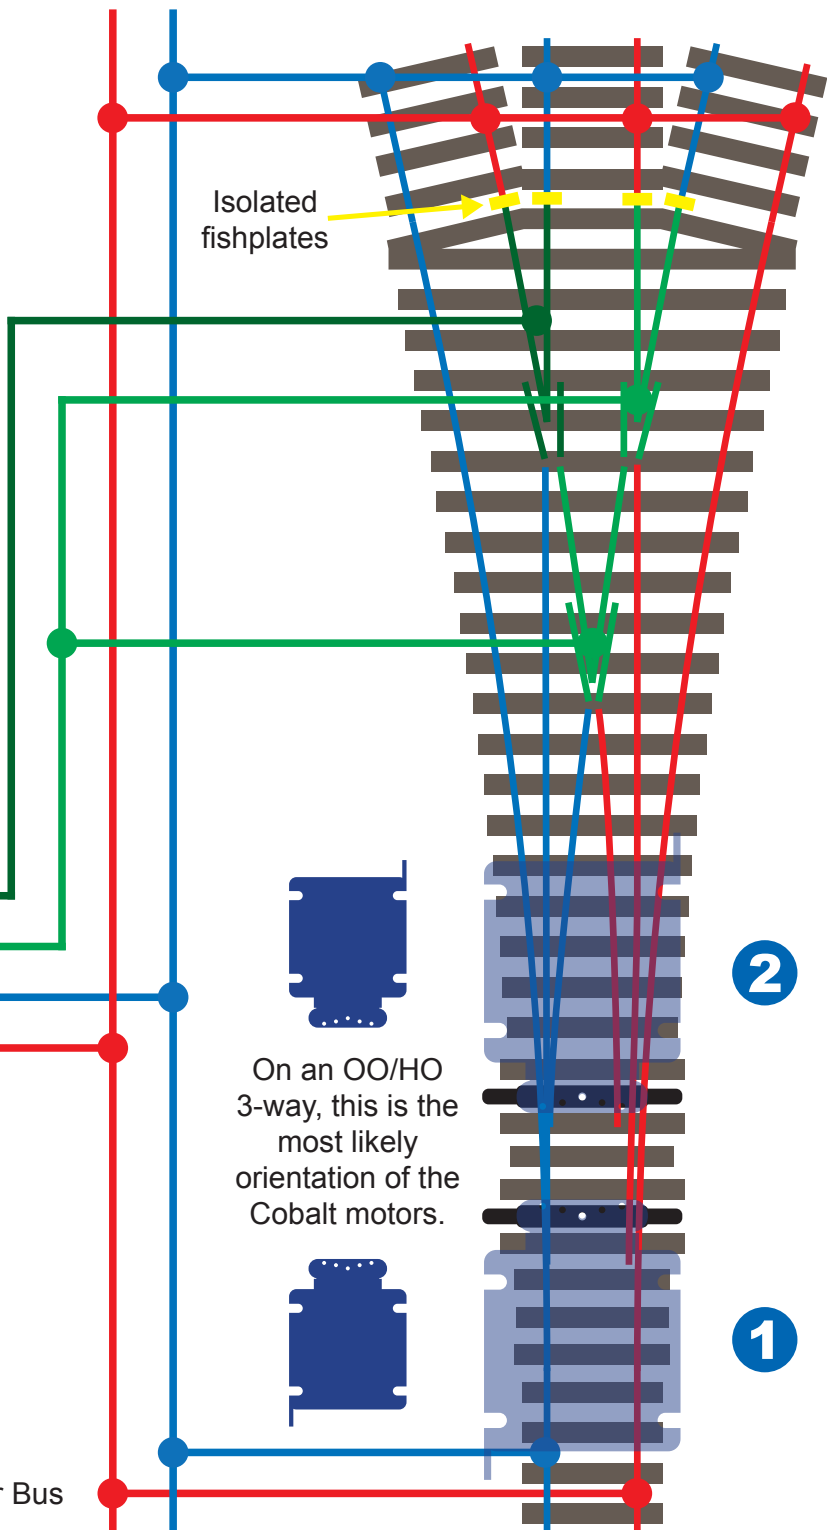 Isolated
fishplates
2
On an OO/HO
3-way, this is the
most likely
orientation of the
Cobalt motors.
1
Bus